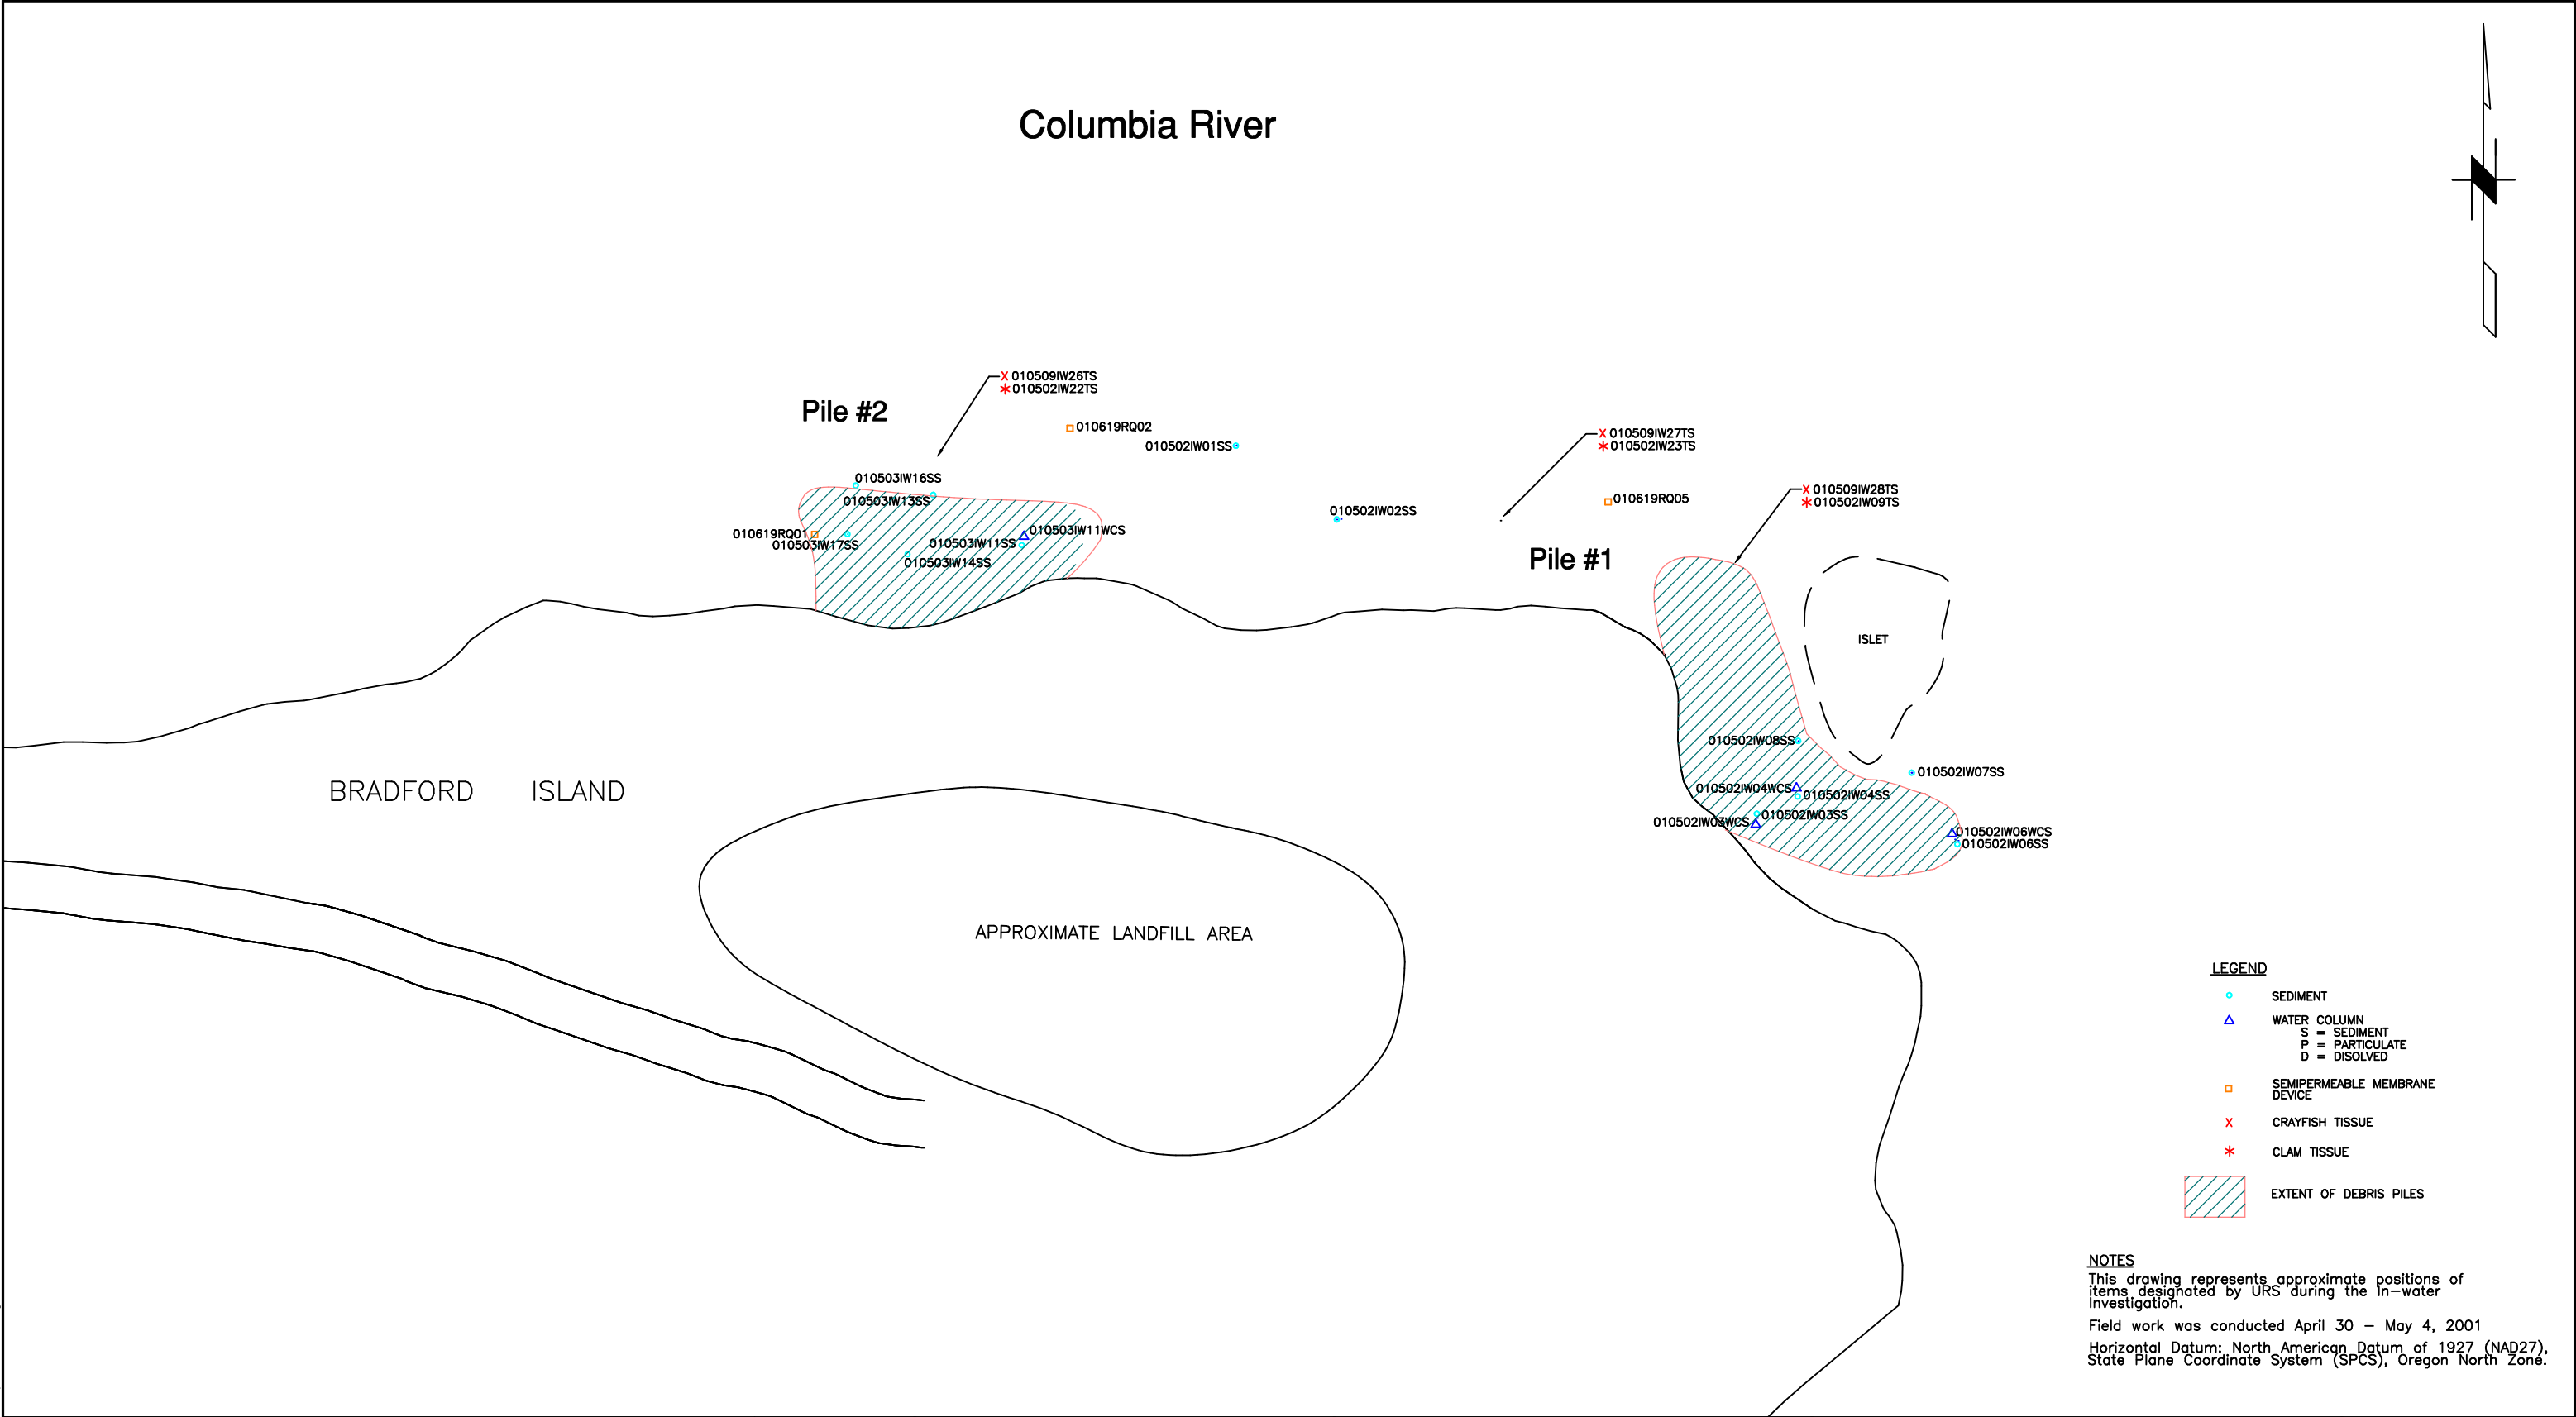 Columbia River
N
010509IW26TS
010502IW22TS
Pile #2
010619RQ02
010502IW01SS
010509IW27TS
010502IW23TS
010503IW16SS
010503IW13SS
010619RQ05
010509IW28TS
010502IW09TS
010502IW02SS
010619RQ01
010503IW17SS
010503IW11WCS
010503IW11SS
010503IW14SS
Pile #1
ISLET
010502IW08SS
010502IW07SS
010502IW04WCS
010502IW04SS
010502IW03SS
010502IW03WCS
010502IW06WCS
010502IW06SS
BRADFORD ISLAND
APPROXIMATE LANDFILL AREA
LEGEND
SEDIMENT
WATER COLUMN
S = SEDIMENT
P = PARTICULATE
D = DISOLVED
SEMIPERMEABLE MEMBRANE
DEVICE
CRAYFISH TISSUE
CLAM TISSUE
EXTENT OF DEBRIS PILES
NOTES
This drawing represents approximate positions of
items designated by URS during the in-water
Investigation.
Field work was conducted April 30 - May 4, 2001
Horizontal Datum: North American Datum of 1927 (NAD27),
State Plane Coordinate System (SPCS), Oregon North Zone.